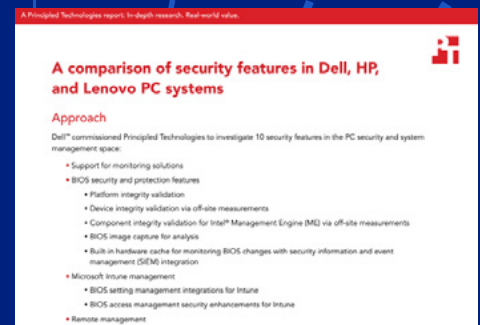 A Principled Technologies report: In-depth research. Real-world value.
A comparison of security features in Dell, HP,
and Lenovo PC systems
Approach
Dell™ commissioned Principled Technologies to investigate 10 security features in the PC security and system
management space:
• Support for monitoring solutions
• BIOS security and protection features
• Platform integrity validation
• Device integrity validation via off-site measurements
• Component integrity validation for Intel® Management Engine (ME) via off-site measurements
• BIOS image capture for analysis
• Built-in hardware cache for monitoring BIOS changes with security information and event
management (SIEM) integration
• Microsoft Intune management
• BIOS setting management integrations for Intune
• BIOS access management security enhancements for Intune
• Remote management